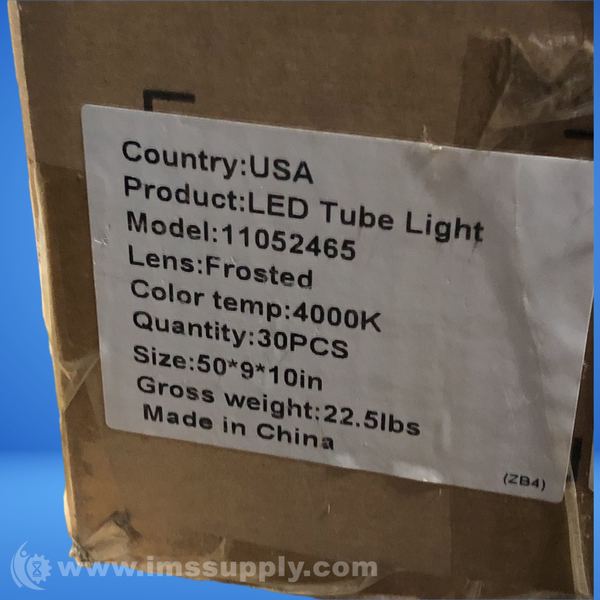 Country:USA
Product:LED Tube Light
Model:11052465
Lens:Frosted
Color temp:4000K
Quantity:30PCS
Size:50*9*10in
Gross weight:22.5lbs
Made in China
(ZB4)
www.imssupply.com